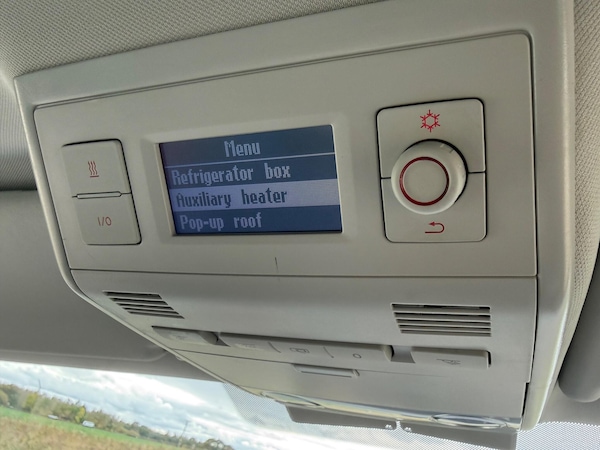 Menu
Refrigerator box
Auxiliary heater
Pop-up roof
I/O